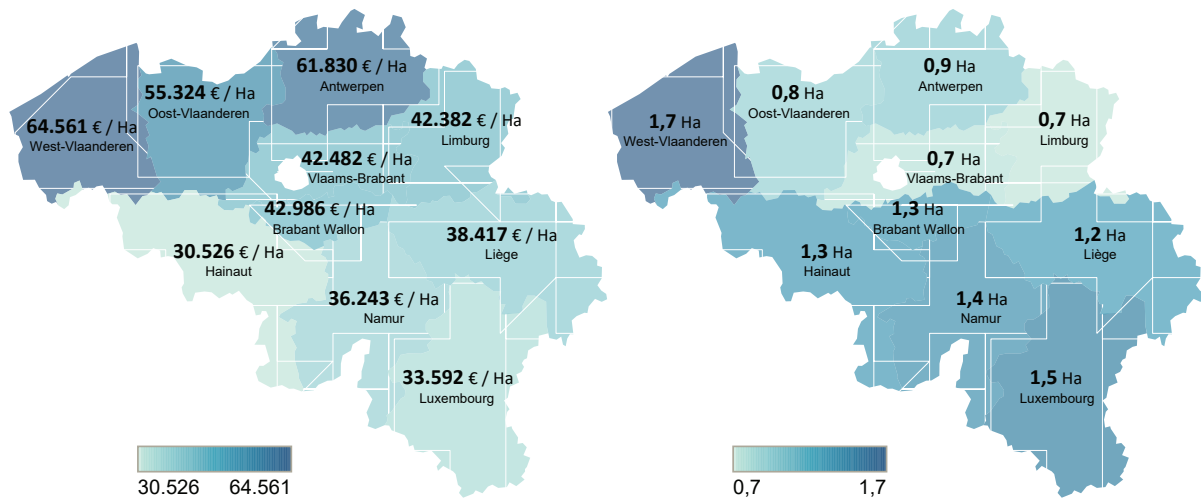 61.830 € / Ha
Antwerpen
55.324 € / Ha
Oost-Vlaanderen
64.561 € / Ha
West-Vlaanderen
42.382 € / Ha
Limburg
42.482 € / Ha
Vlaams-Brabant
42.986 € / Ha
Brabant Wallon
38.417 € / Ha
Liège
30.526 € / Ha
Hainaut
36.243 € / Ha
Namur
33.592 € / Ha
Luxembourg
30.526 64.561
0,9 Ha
Antwerpen
0,8 Ha
Oost-Vlaanderen
1,7 Ha
West-Vlaanderen
0,7 Ha
Limburg
0,7 Ha
Vlaams-Brabant
1,3 Ha
Brabant Wallon
1,2 Ha
Liège
1,3 Ha
Hainaut
1,4 Ha
Namur
1,5 Ha
Luxembourg
0,7 1,7